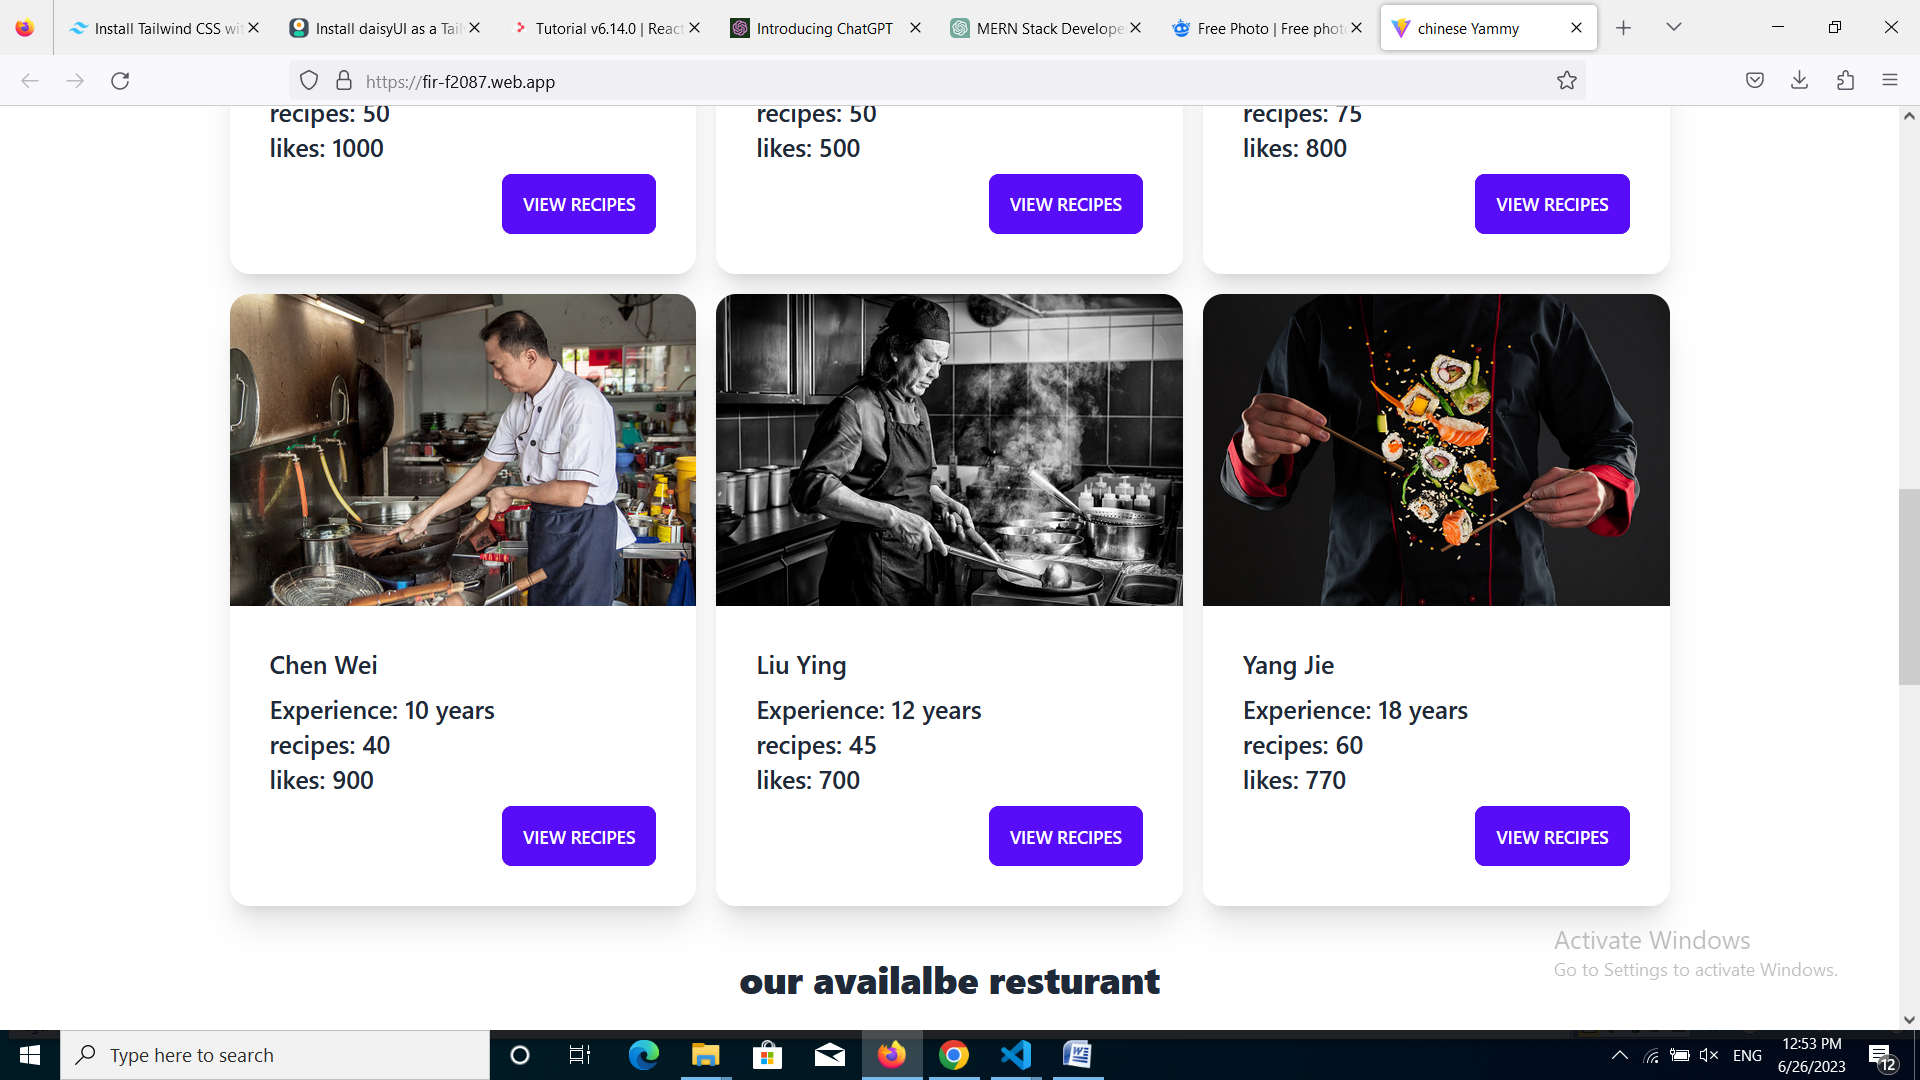 Install Tailwind CSS wit
Install daisyUI as a Tail
Tutorial v6.14.0 | React
Introducing ChatGPT
MERN Stack Develope
Free Photo | Free phot
chinese Yammy
https://fir-f2087.web.app
recipes: 50
likes: 1000
VIEW RECIPES
recipes: 50
likes: 500
VIEW RECIPES
recipes: 75
likes: 800
VIEW RECIPES
Chen Wei
Experience: 10 years
recipes: 40
likes: 900
VIEW RECIPES
Liu Ying
Experience: 12 years
recipes: 45
likes: 700
VIEW RECIPES
Yang Jie
Experience: 18 years
recipes: 60
likes: 770
VIEW RECIPES
our availalbe resturant
Activate Windows
Go to Settings to activate Windows.
Type here to search
ENG
12:53 PM
6/26/2023
12